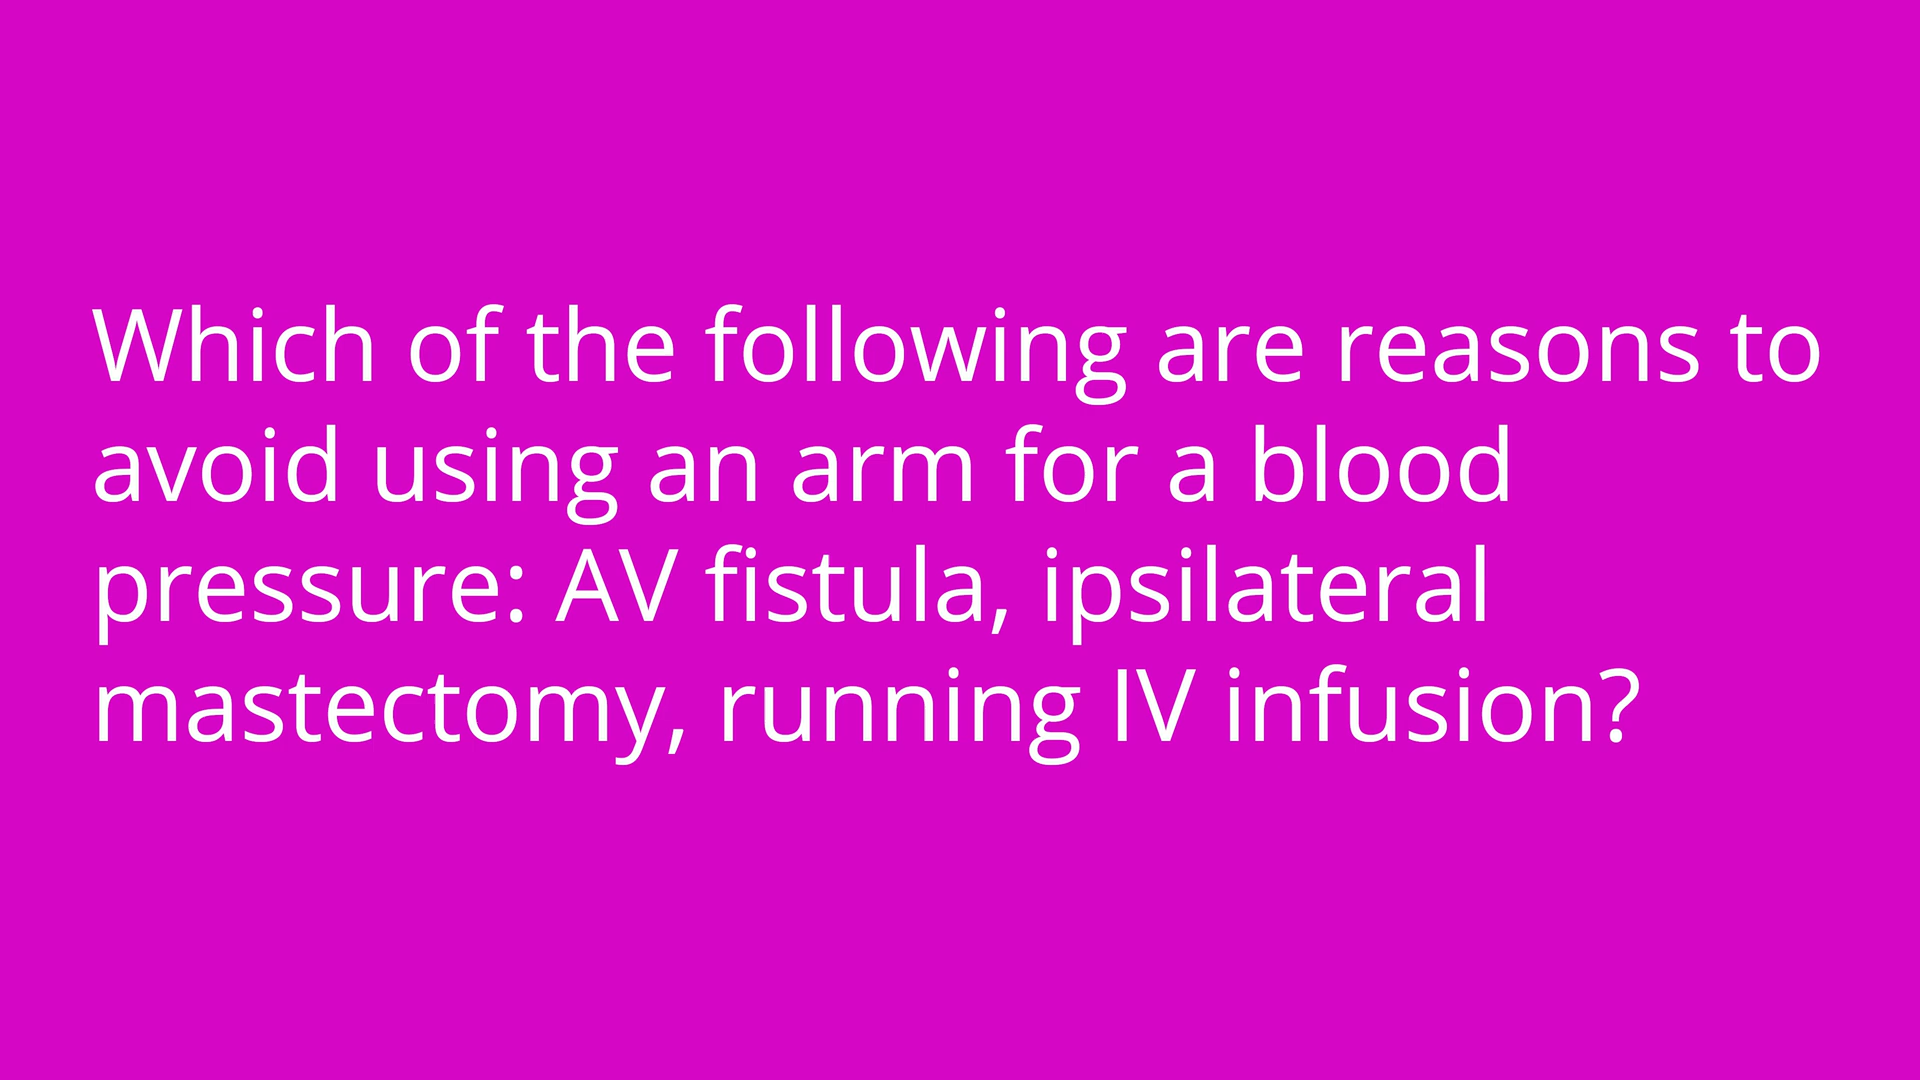 Which of the following are reasons to
avoid using an arm for a blood
pressure: AV fistula, ipsilateral
mastectomy, running IV infusion?